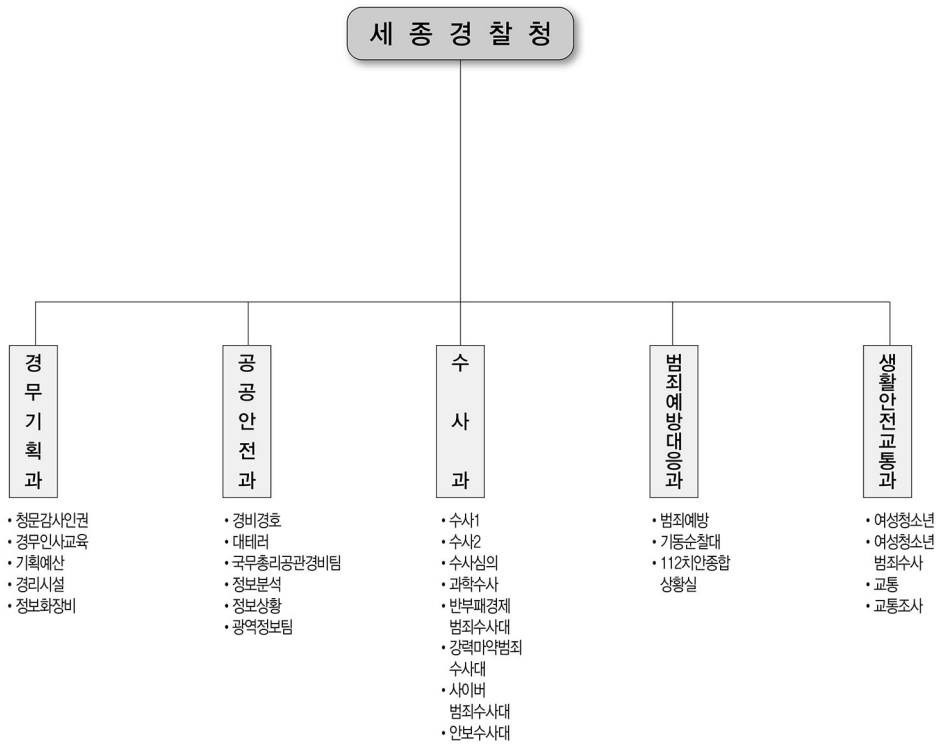 세종경찰청
경무기획과
• 청문감사인권
• 경무인사교육
• 기획예산
• 경리시설
• 정보화장비
공공안전과
• 경비경호
• 대테러
• 국무총리공관경비팀
• 정보분석
• 정보상황
• 광역정보팀
수사과
• 수사1
• 수사2
• 수사심의
• 과학수사
• 반부패경제
범죄수사대
• 강력마약범죄
수사대
• 사이버
범죄수사대
• 안보수사대
범죄예방대응과
• 범죄예방
• 기동순찰대
• 112치안종합
상황실
생활안전교통과
• 여성청소년
• 여성청소년
범죄수사
• 교통
• 교통조사